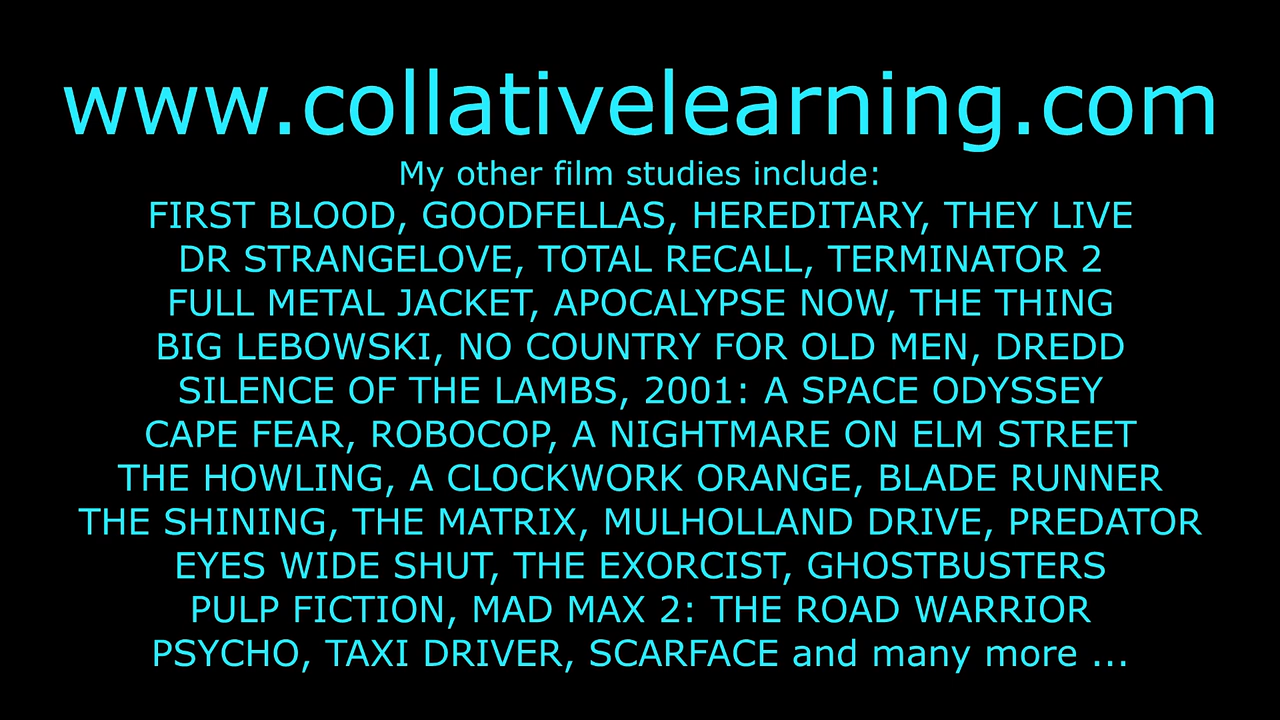 www.collativelearning.com
My other film studies include:
FIRST BLOOD, GOODFELLAS, HEREDITARY, THEY LIVE
DR STRANGELOVE, TOTAL RECALL, TERMINATOR 2
FULL METAL JACKET, APOCALYPSE NOW, THE THING
BIG LEBOWSKI, NO COUNTRY FOR OLD MEN, DREDD
SILENCE OF THE LAMBS, 2001: A SPACE ODYSSEY
CAPE FEAR, ROBOCOP, A NIGHTMARE ON ELM STREET
THE HOWLING, A CLOCKWORK ORANGE, BLADE RUNNER
THE SHINING, THE MATRIX, MULHOLLAND DRIVE, PREDATOR
EYES WIDE SHUT, THE EXORCIST, GHOSTBUSTERS
PULP FICTION, MAD MAX 2: THE ROAD WARRIOR
PSYCHO, TAXI DRIVER, SCARFACE and many more ...